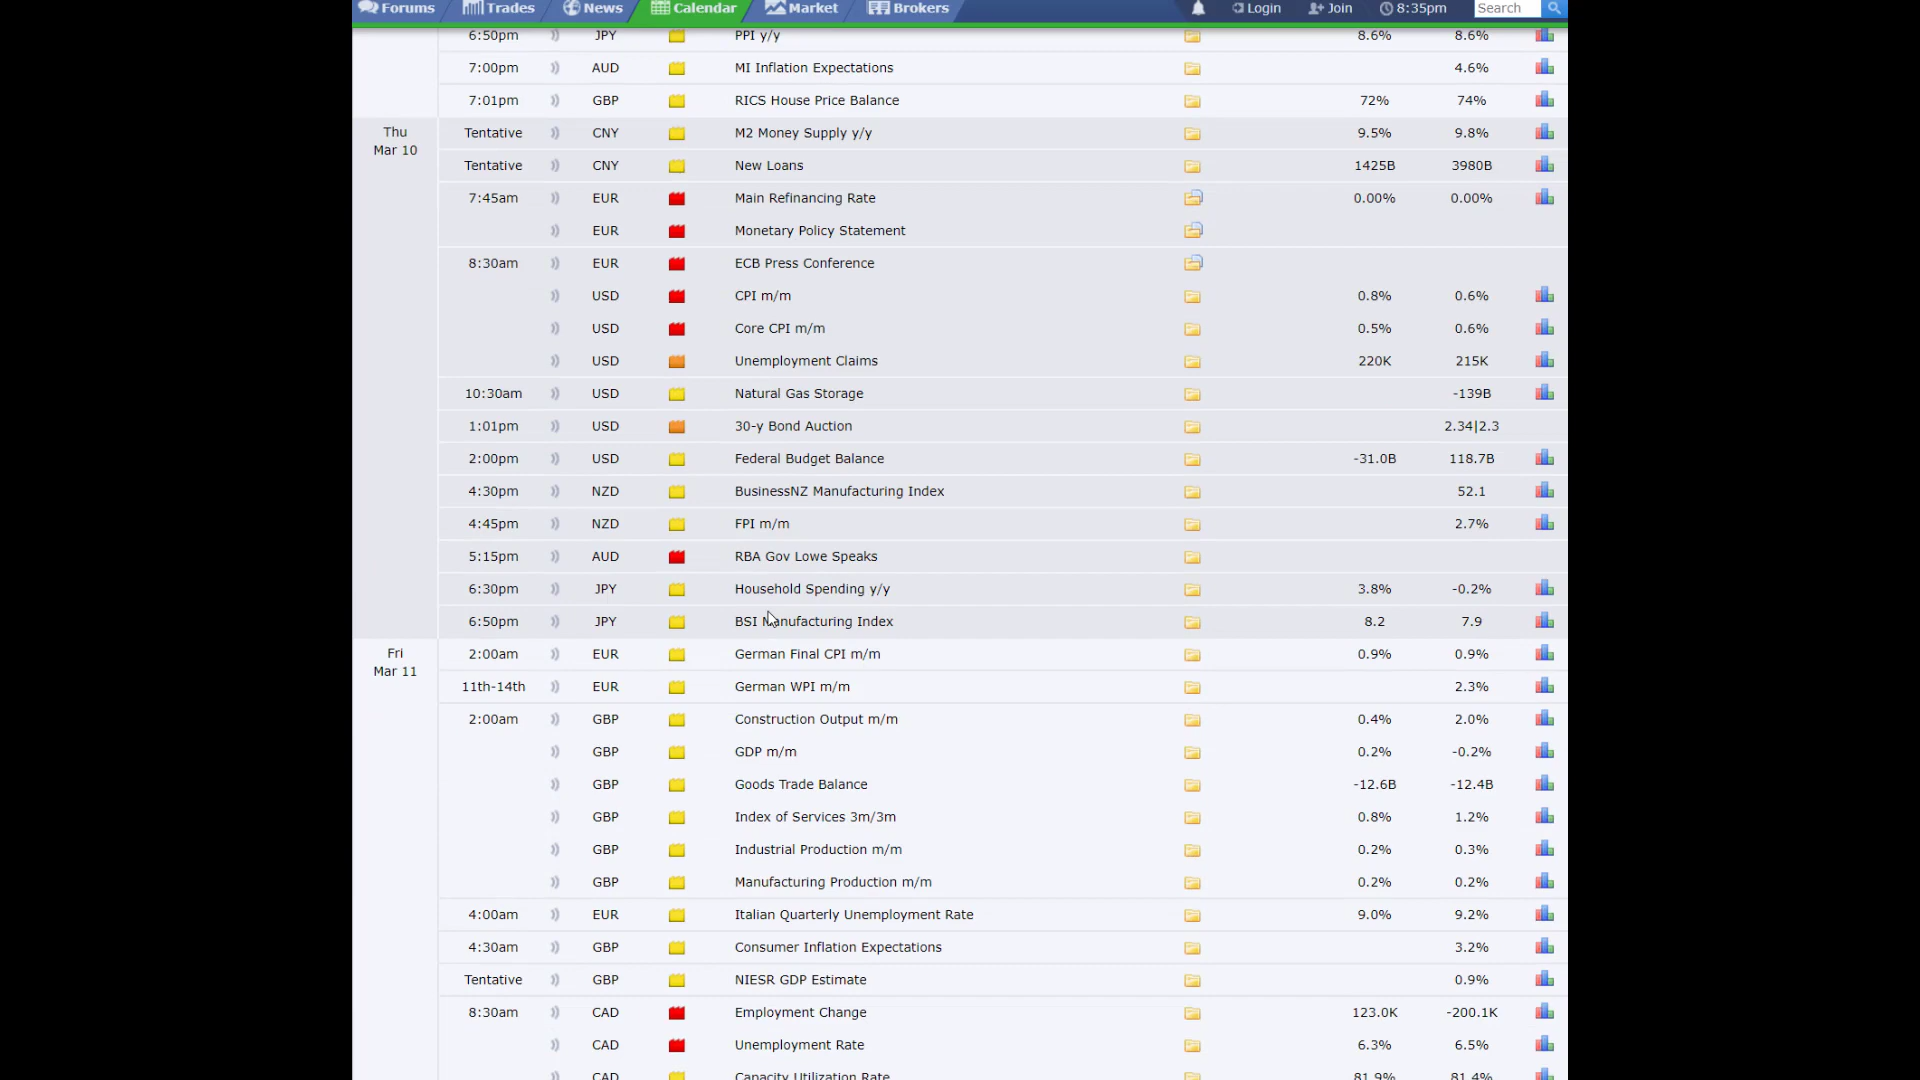 Forums Trades News Calendar Market Brokers Login Join 8:35pm Search
6:50pm JPY PPI y/y 8.6% 8.6%
7:00pm AUD MI Inflation Expectations 4.6%
7:01pm GBP RICS House Price Balance 72% 74%
Thu Tentative CNY M2 Money Supply y/y 9.5% 9.8%
Mar 10
Tentative CNY New Loans 1425B 3980B
7:45am EUR Main Refinancing Rate 0.00% 0.00%
EUR Monetary Policy Statement
8:30am EUR ECB Press Conference
USD CPI m/m 0.8% 0.6%
USD Core CPI m/m 0.5% 0.6%
USD Unemployment Claims 220K 215K
10:30am USD Natural Gas Storage -139B
1:01pm USD 30-y Bond Auction 2.34|2.3
2:00pm USD Federal Budget Balance -31.0B 118.7B
4:30pm NZD BusinessNZ Manufacturing Index 52.1
4:45pm NZD FPI m/m 2.7%
5:15pm AUD RBA Gov Lowe Speaks
6:30pm JPY Household Spending y/y 3.8% -0.2%
6:50pm JPY BSI Manufacturing Index 8.2 7.9
Fri 2:00am EUR German Final CPI m/m 0.9% 0.9%
Mar 11
11th-14th EUR German WPI m/m 2.3%
2:00am GBP Construction Output m/m 0.4% 2.0%
GBP GDP m/m 0.2% -0.2%
GBP Goods Trade Balance -12.6B -12.4B
GBP Index of Services 3m/3m 0.8% 1.2%
GBP Industrial Production m/m 0.2% 0.3%
GBP Manufacturing Production m/m 0.2% 0.2%
4:00am EUR Italian Quarterly Unemployment Rate 9.0% 9.2%
4:30am GBP Consumer Inflation Expectations 3.2%
Tentative GBP NIESR GDP Estimate 0.9%
8:30am CAD Employment Change 123.0K -200.1K
CAD Unemployment Rate 6.3% 6.5%
CAD Capacity Utilization Rate 81.9% 81.4%